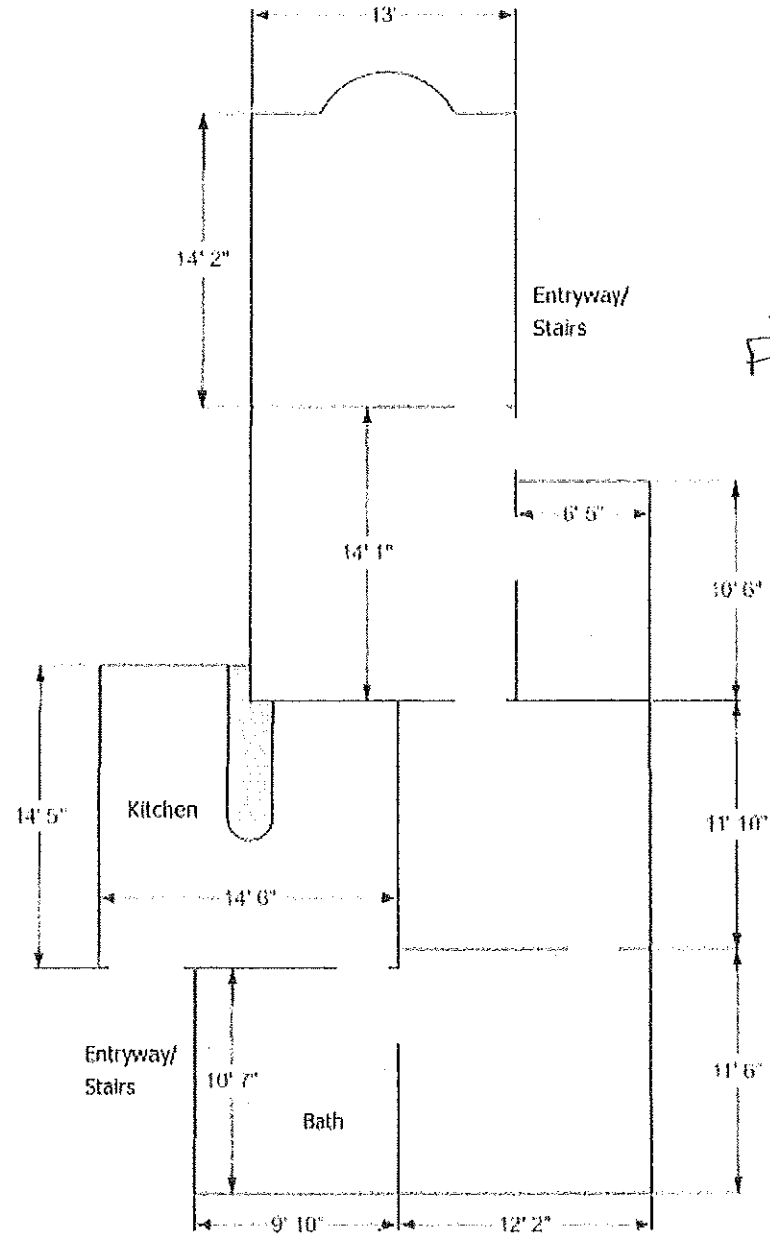 13'
14' 2"
Entryway/
Stairs
6' 5"
14' 1"
10' 6"
14' 5"
Kitchen
11' 10"
14' 6"
Entryway/
Stairs
10' 7"
11' 6"
Bath
9' 10"
12' 2"